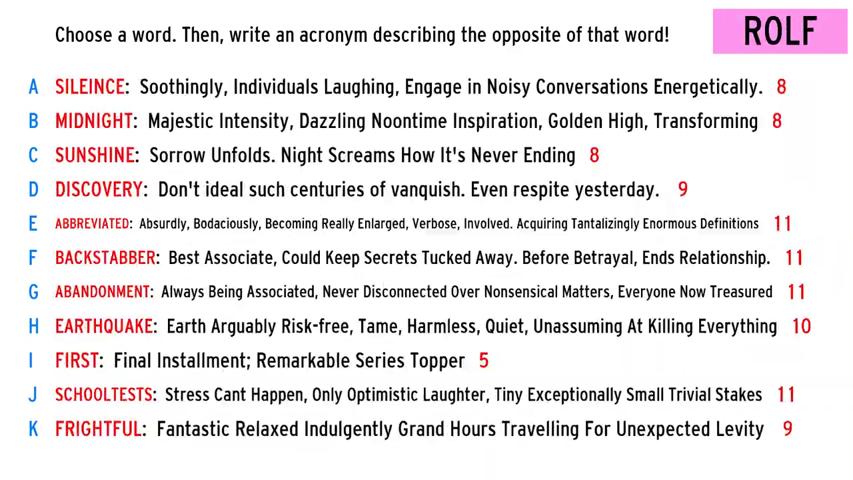 Choose a word. Then, write an acronym describing the opposite of that word!
ROLF
A SILEINCE: Soothingly, Individuals Laughing, Engage in Noisy Conversations Energetically. 8
B MIDNIGHT: Majestic Intensity, Dazzling Noontime Inspiration, Golden High, Transforming 8
C SUNSHINE: Sorrow Unfolds. Night Screams How It's Never Ending 8
D DISCOVERY: Don't ideal such centuries of vanquish. Even respite yesterday. 9
E ABBREVIATED: Absurdly, Bodaciously, Becoming Really Enlarged, Verbose, Involved. Acquiring Tantalizingly Enormous Definitions 11
F BACKSTABBER: Best Associate, Could Keep Secrets Tucked Away. Before Betrayal, Ends Relationship. 11
G ABANDONMENT: Always Being Associated, Never Disconnected Over Nonsensical Matters, Everyone Now Treasured 11
H EARTHQUAKE: Earth Arguably Risk-free, Tame, Harmless, Quiet, Unassuming At Killing Everything 10
I FIRST: Final Installment; Remarkable Series Topper 5
J SCHOOLTESTS: Stress Cant Happen, Only Optimistic Laughter, Tiny Exceptionally Small Trivial Stakes 11
K FRIGHTFUL: Fantastic Relaxed Indulgently Grand Hours Travelling For Unexpected Levity 9